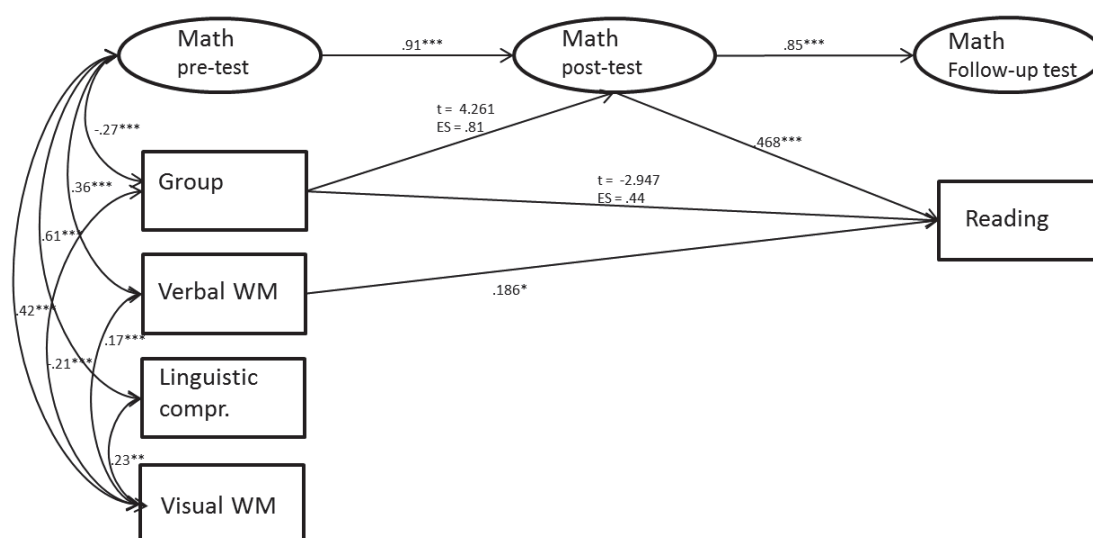 Math
pre-test
.91***
Math
post-test
.85***
Math
Follow-up test
t = 4.261
ES = .81
-.27***
.468***
Group
t = -2.947
ES = .44
.36***
Reading
.61***
Verbal WM
.186*
.42***
.17***
-.21***
Linguistic
compr.
.23**
Visual WM